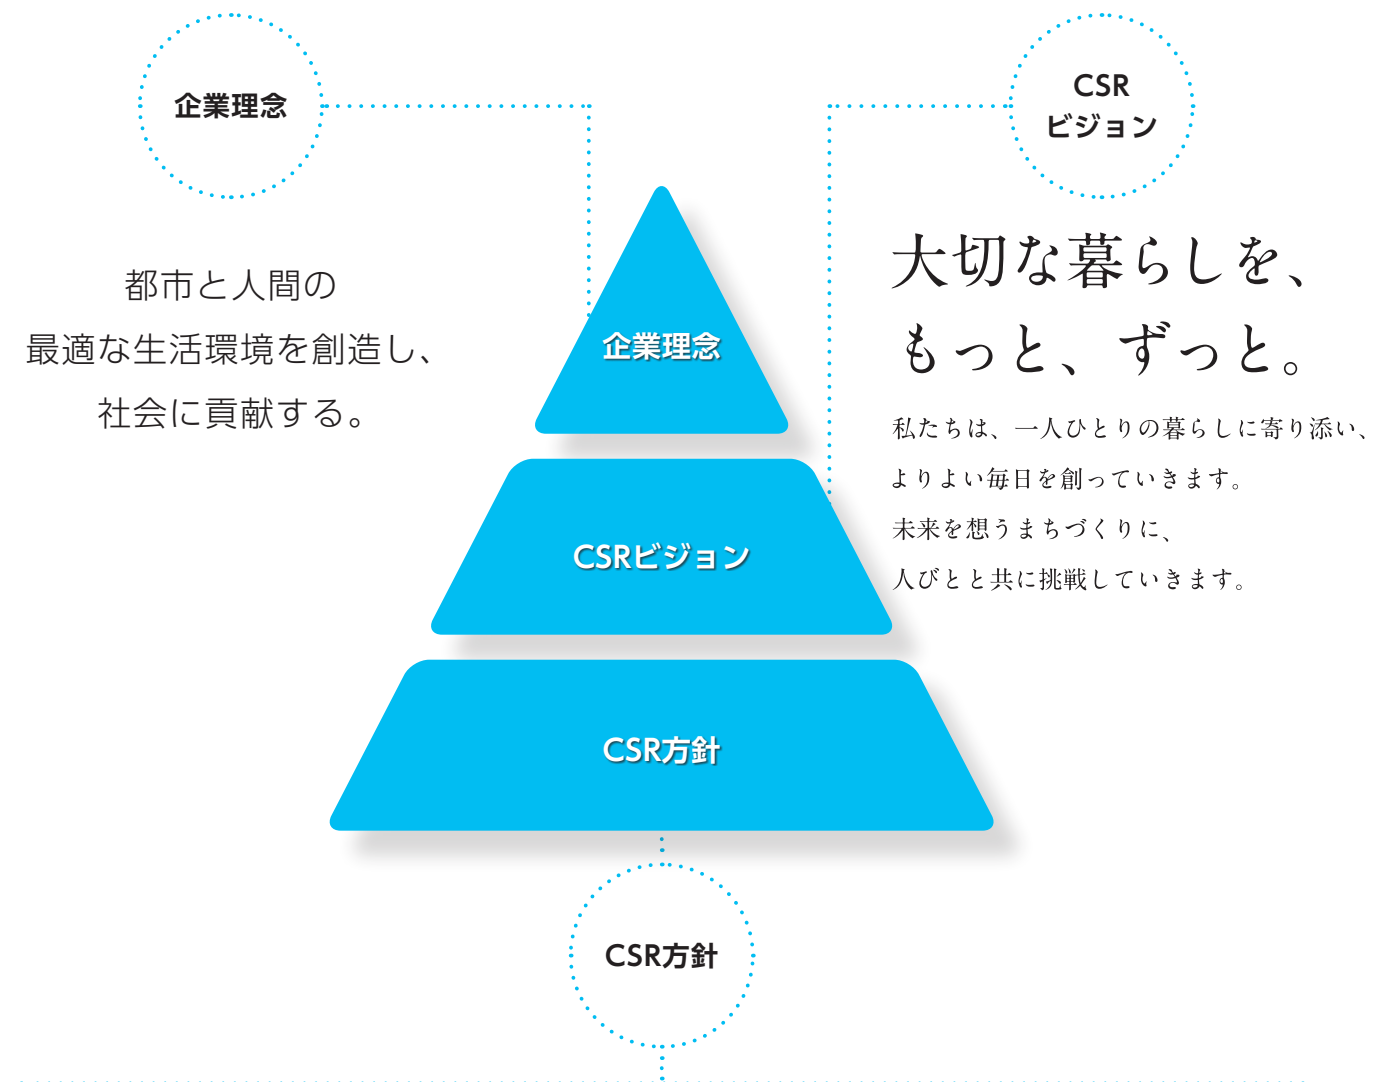 企業理念
都市と人間の
最適な生活環境を創造し、
社会に貢献する。
CSR
ビジョン
大切な暮らしを、
もっと、ずっと。
私たちは、一人ひとりの暮らしに寄り添い、
よりよい毎日を創っていきます。
未来を想うまちづくりに、
人びとと共に挑戦していきます。
企業理念
CSRビジョン
CSR方針
CSR方針